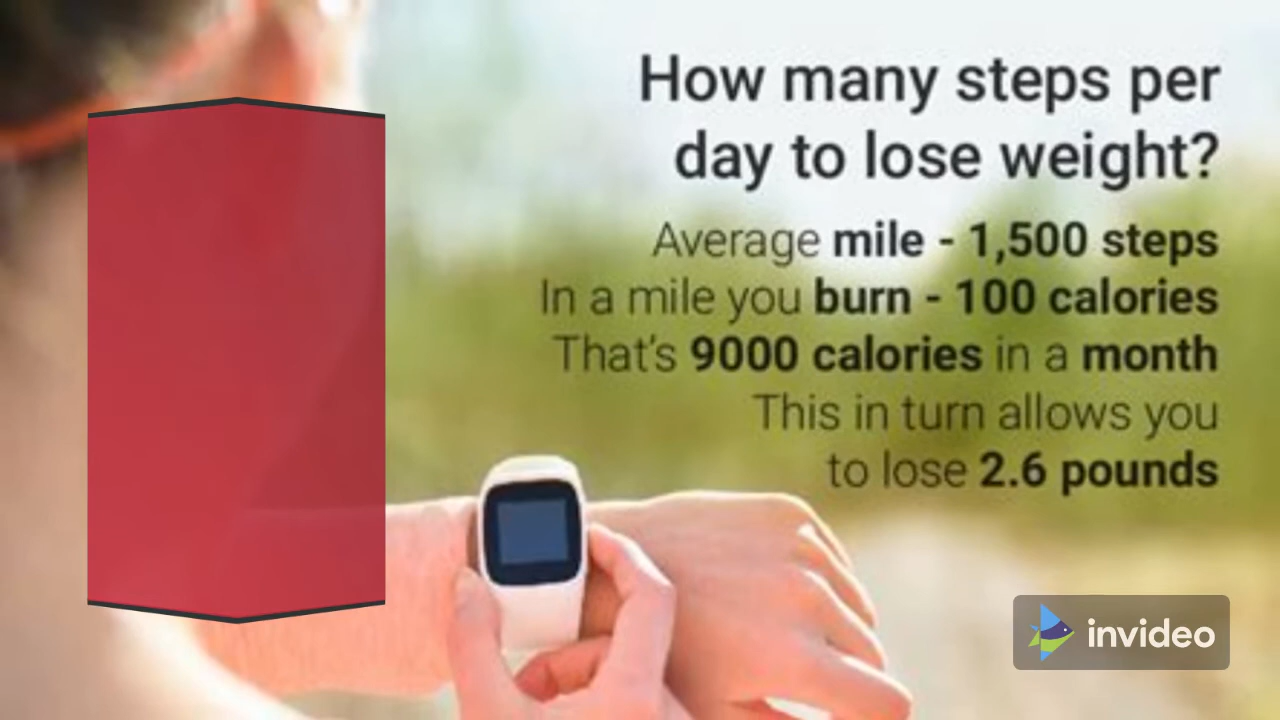 How many steps per
day to lose weight?
Average mile - 1,500 steps
In a mile you burn - 100 calories
That's 9000 calories in a month
This in turn allows you
to lose 2.6 pounds
invideo